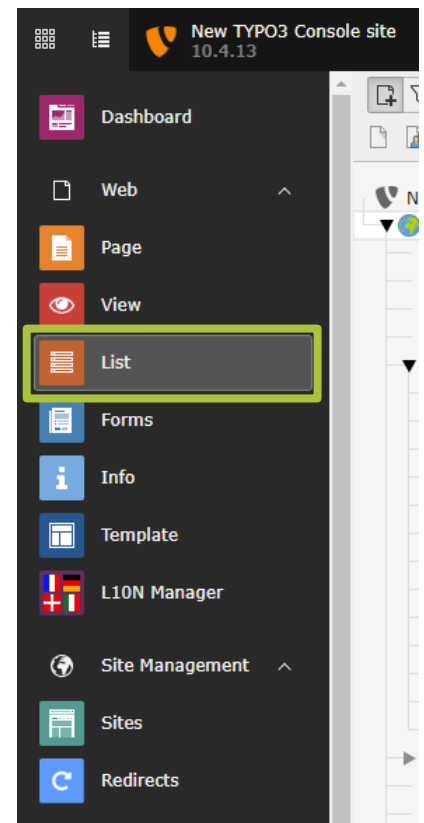 New TYPO3 Console site
10.4.13
Dashboard
Web
Page
View
List
Forms
Info
Template
L10N Manager
Site Management
Sites
Redirects